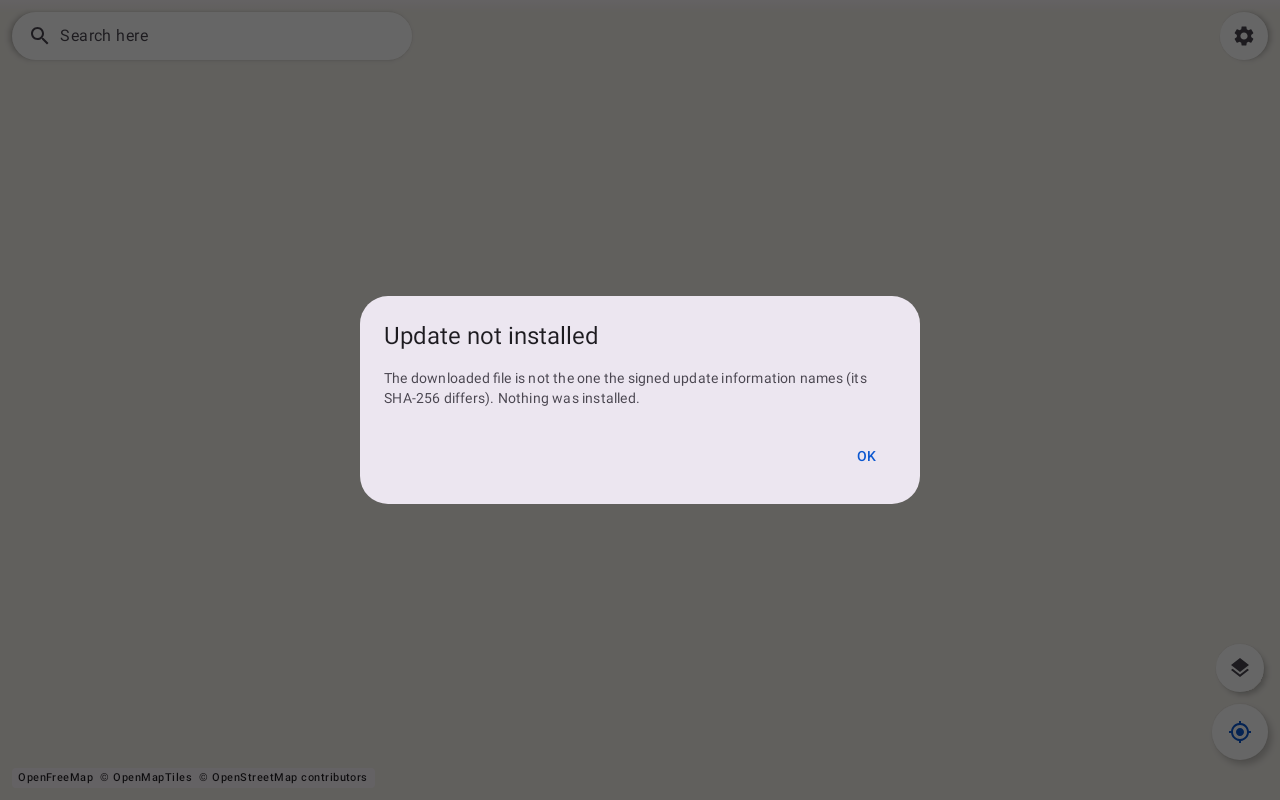 Search here
Update not installed
The downloaded file is not the one the signed update information names (its
SHA-256 differs). Nothing was installed.
OK
OpenFreeMap © OpenMapTiles © OpenStreetMap contributors